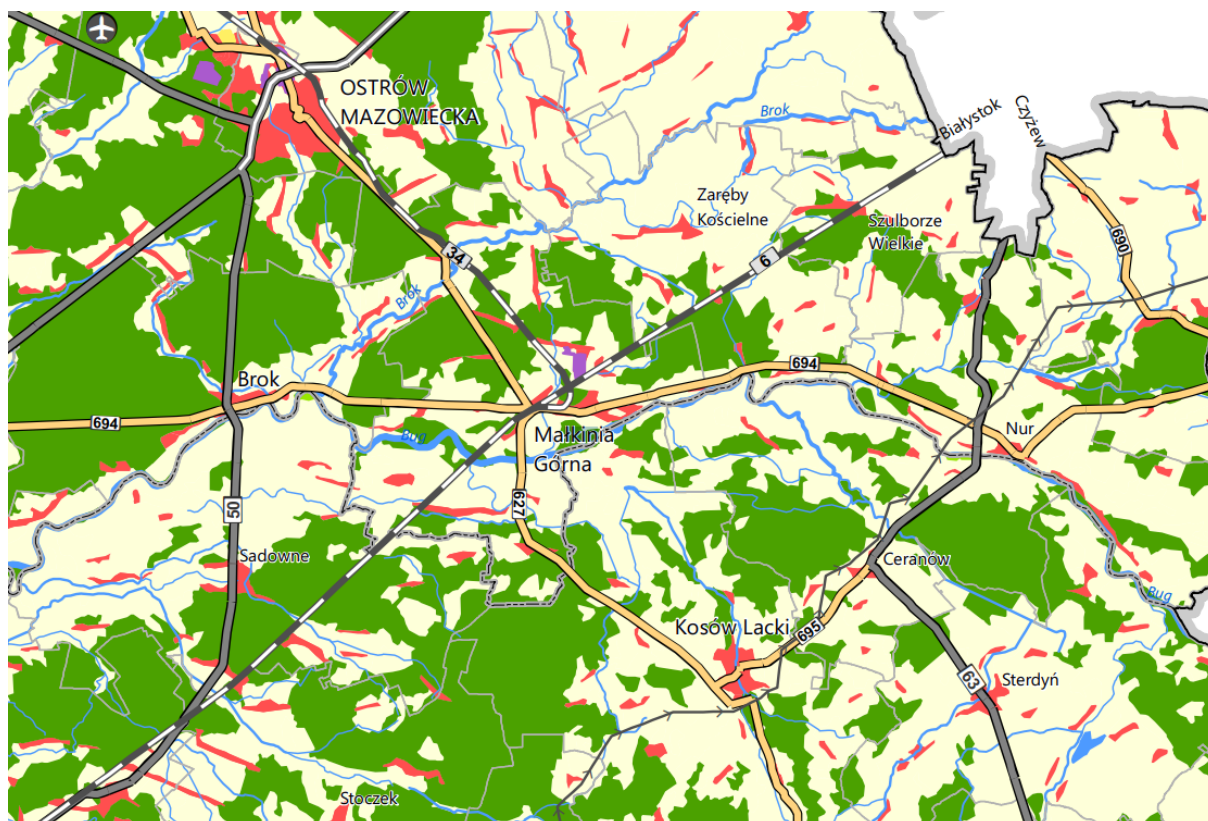 OSTRÓW
MAZOWIECKA
Brok
Białystok
Czyżew
Zaręby
Kościelne
Szulborze
Wielkie
690
34
6
Brok
694
Brok
694
Bug
Małkinia
Górna
Nur
627
50
Sadowne
Ceranów
Bug
Kosów Lacki
695
63
Sterdyń
Stoczek